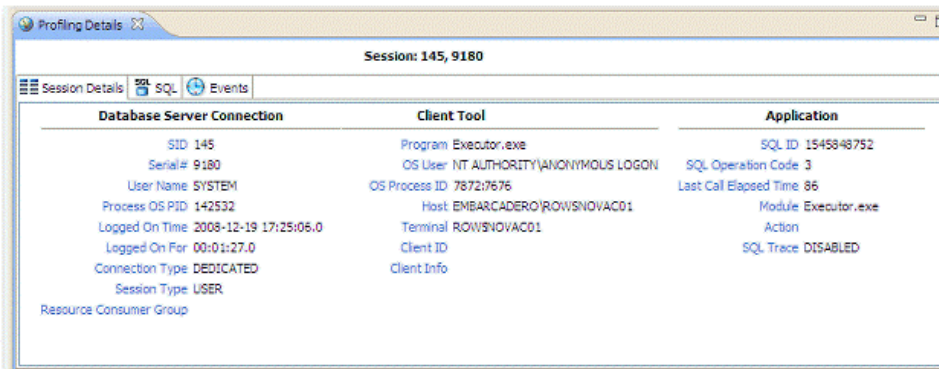 Profiling Details
Session: 145, 9180
Session Details SQL Events
Database Server Connection
SID 145
Serial# 9180
User Name SYSTEM
Process OS PID 142532
Logged On Time 2008-12-19 17:25:06.0
Logged On For 00:01:27.0
Connection Type DEDICATED
Session Type USER
Resource Consumer Group
Client Tool
Program Executor.exe
OS User NT AUTHORITY\ANONYMOUS LOGON
OS Process ID 7872:7676
Host EMBARCADERO\ROWSNOVAC01
Terminal ROWSNOVAC01
Client ID
Client Info
Application
SQL ID 1545848752
SQL Operation Code 3
Last Call Elapsed Time 86
Module Executor.exe
Action
SQL Trace DISABLED